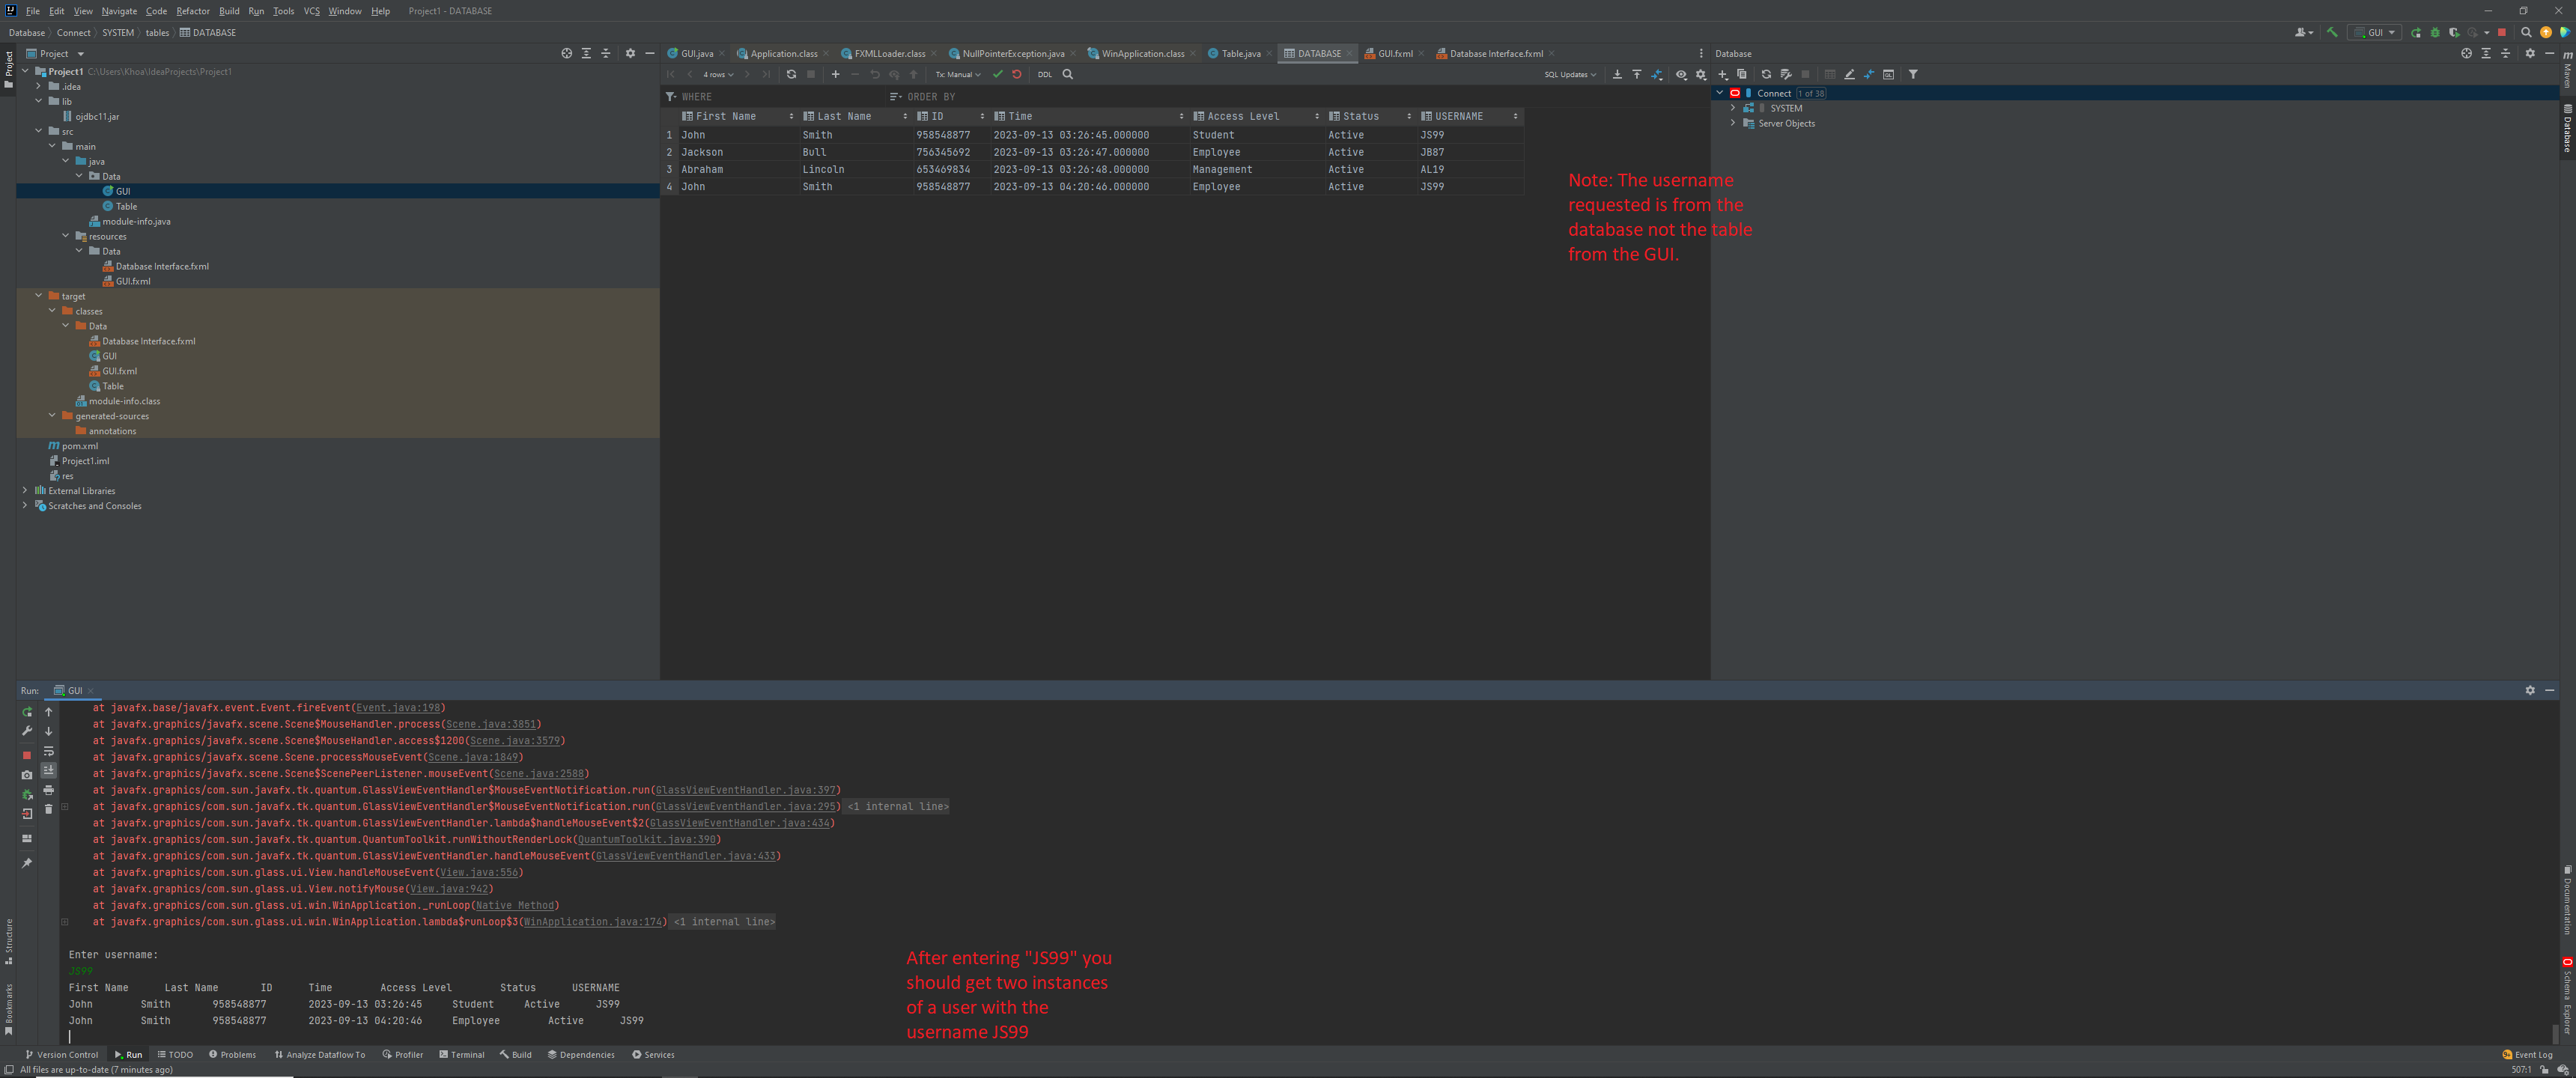 File Edit View Navigate Code Refactor Build Run Tools VCS Window Help Project1 - DATABASE
Database Connect SYSTEM tables DATABASE
GUI
Project
Project1 C:\Users\Khoa\IdeaProjects\Project1
.idea
lib
ojdbc11.jar
src
main
java
Data
GUI
Table
module-info.java
resources
Data
Database Interface.fxml
GUI.fxml
target
classes
Data
Database Interface.fxml
GUI
GUI.fxml
Table
module-info.class
generated-sources
annotations
pom.xml
Project1.iml
res
External Libraries
Scratches and Consoles
GUI.java Application.class FXMLLoader.class NullPointerException.java WinApplication.class Table.java DATABASE GUI.fxml Database Interface.fxml
4 rows Tx: Manual DDL SQL Updates
WHERE ORDER BY
First Name Last Name ID Time Access Level Status USERNAME
1 John Smith 958548877 2023-09-13 03:26:45.000000 Student Active JS99
2 Jackson Bull 756345692 2023-09-13 03:26:47.000000 Employee Active JB87
3 Abraham Lincoln 653469834 2023-09-13 03:26:48.000000 Management Active AL19
4 John Smith 958548877 2023-09-13 04:20:46.000000 Employee Active JS99
Note: The username
requested is from the
database not the table
from the GUI.
Database
Connect 1 of 38
SYSTEM
Server Objects
Maven
Database
Documentation
Schema Explorer
Project
Structure
Bookmarks
Run: GUI
at javafx.base/javafx.event.Event.fireEvent(Event.java:198)
at javafx.graphics/javafx.scene.Scene$MouseHandler.process(Scene.java:3851)
at javafx.graphics/javafx.scene.Scene$MouseHandler.access$1200(Scene.java:3579)
at javafx.graphics/javafx.scene.Scene.processMouseEvent(Scene.java:1849)
at javafx.graphics/javafx.scene.Scene$ScenePeerListener.mouseEvent(Scene.java:2588)
at javafx.graphics/com.sun.javafx.tk.quantum.GlassViewEventHandler$MouseEventNotification.run(GlassViewEventHandler.java:397)
at javafx.graphics/com.sun.javafx.tk.quantum.GlassViewEventHandler$MouseEventNotification.run(GlassViewEventHandler.java:295) <1 internal line>
at javafx.graphics/com.sun.javafx.tk.quantum.GlassViewEventHandler.lambda$handleMouseEvent$2(GlassViewEventHandler.java:434)
at javafx.graphics/com.sun.javafx.tk.quantum.QuantumToolkit.runWithoutRenderLock(QuantumToolkit.java:390)
at javafx.graphics/com.sun.javafx.tk.quantum.GlassViewEventHandler.handleMouseEvent(GlassViewEventHandler.java:433)
at javafx.graphics/com.sun.glass.ui.View.handleMouseEvent(View.java:556)
at javafx.graphics/com.sun.glass.ui.View.notifyMouse(View.java:942)
at javafx.graphics/com.sun.glass.ui.win.WinApplication._runLoop(Native Method)
at javafx.graphics/com.sun.glass.ui.win.WinApplication.lambda$runLoop$3(WinApplication.java:174) <1 internal line>
Enter username:
JS99
First Name Last Name ID Time Access Level Status USERNAME
John Smith 958548877 2023-09-13 03:26:45 Student Active JS99
John Smith 958548877 2023-09-13 04:20:46 Employee Active JS99
After entering "JS99" you
should get two instances
of a user with the
username JS99
Version Control Run TODO Problems Analyze Dataflow To Profiler Terminal Build Dependencies Services Event Log
All files are up-to-date (7 minutes ago) 507:1